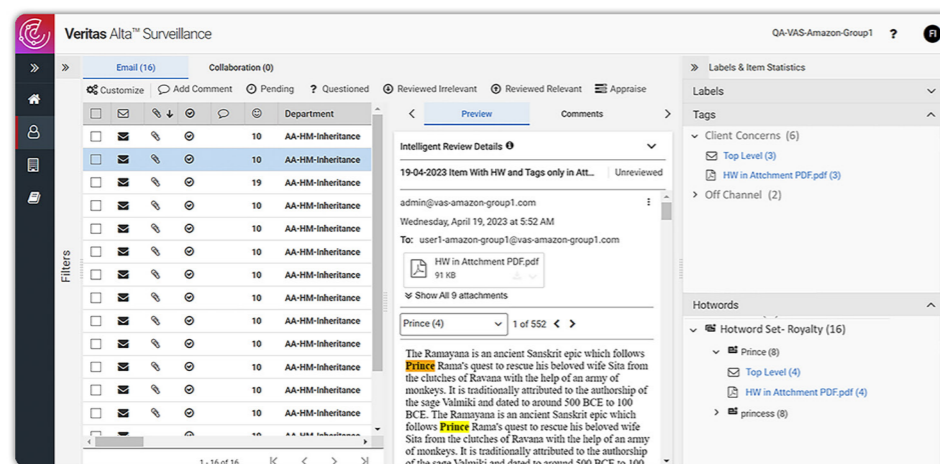 Veritas Alta™ Surveillance
QA-VAS-Amazon-Group1 ? FI
Email (16) Collaboration (0)
Customize Add Comment Pending ? Questioned Reviewed Irrelevant Reviewed Relevant Appraise
Filters
Department
10 AA-HM-Inheritance
10 AA-HM-Inheritance
19 AA-HM-Inheritance
10 AA-HM-Inheritance
10 AA-HM-Inheritance
10 AA-HM-Inheritance
10 AA-HM-Inheritance
10 AA-HM-Inheritance
10 AA-HM-Inheritance
10 AA-HM-Inheritance
10 AA-HM-Inheritance
10 AA-HM-Inheritance
10 AA-HM-Inheritance
10 AA-HM-Inheritance
1 - 16 of 16
Preview Comments
Intelligent Review Details
19-04-2023 Item With HW and Tags only in Att... Unreviewed
admin@vas-amazon-group1.com
Wednesday, April 19, 2023 at 5:52 AM
To: user1-amazon-group1@vas-amazon-group1.com
HW in Attchment PDF.pdf
91 KB
Show All 9 attachments
Prince (4) 1 of 552
The Ramayana is an ancient Sanskrit epic which follows
Prince Rama's quest to rescue his beloved wife Sita from
the clutches of Ravana with the help of an army of
monkeys. It is traditionally attributed to the authorship of
the sage Valmiki and dated to around 500 BCE to 100
BCE. The Ramayana is an ancient Sanskrit epic which
follows Prince Rama's quest to rescue his beloved wife
Sita from the clutches of Ravana with the help of an army
of monkeys. It is traditionally attributed to the authorship
of the sage Valmiki and dated to around 500 BCE to 100
Labels & Item Statistics
Labels
Tags
Client Concerns (6)
Top Level (3)
HW in Attchment PDF.pdf (3)
Off Channel (2)
Hotwords
Hotword Set- Royalty (16)
Prince (8)
Top Level (4)
HW in Attchment PDF.pdf (4)
princess (8)